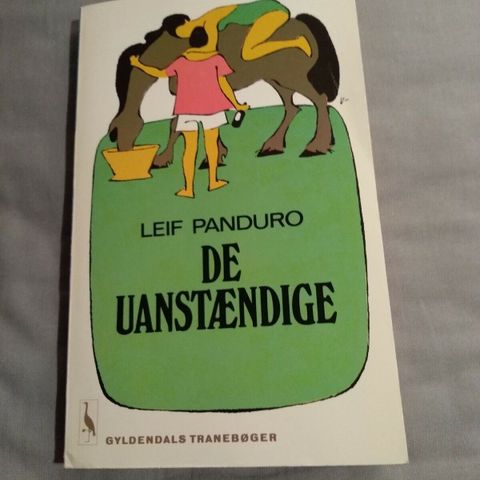 LEIF PANDURO
DE
UANSTÆNDIGE
GYLDENDALS TRANEBØGER